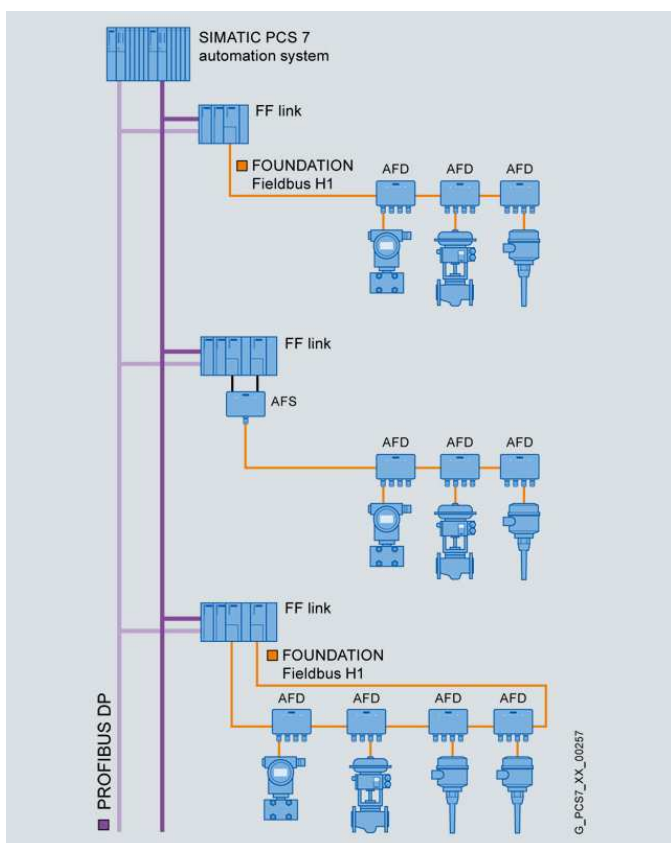 SIMATIC PCS 7
automation system
FF link
FOUNDATION
Fieldbus H1
AFD
AFD
AFD
FF link
AFS
AFD
AFD
AFD
FF link
FOUNDATION
Fieldbus H1
AFD
AFD
AFD
AFD
PROFIBUS DP
G_PCS7_XX_00257